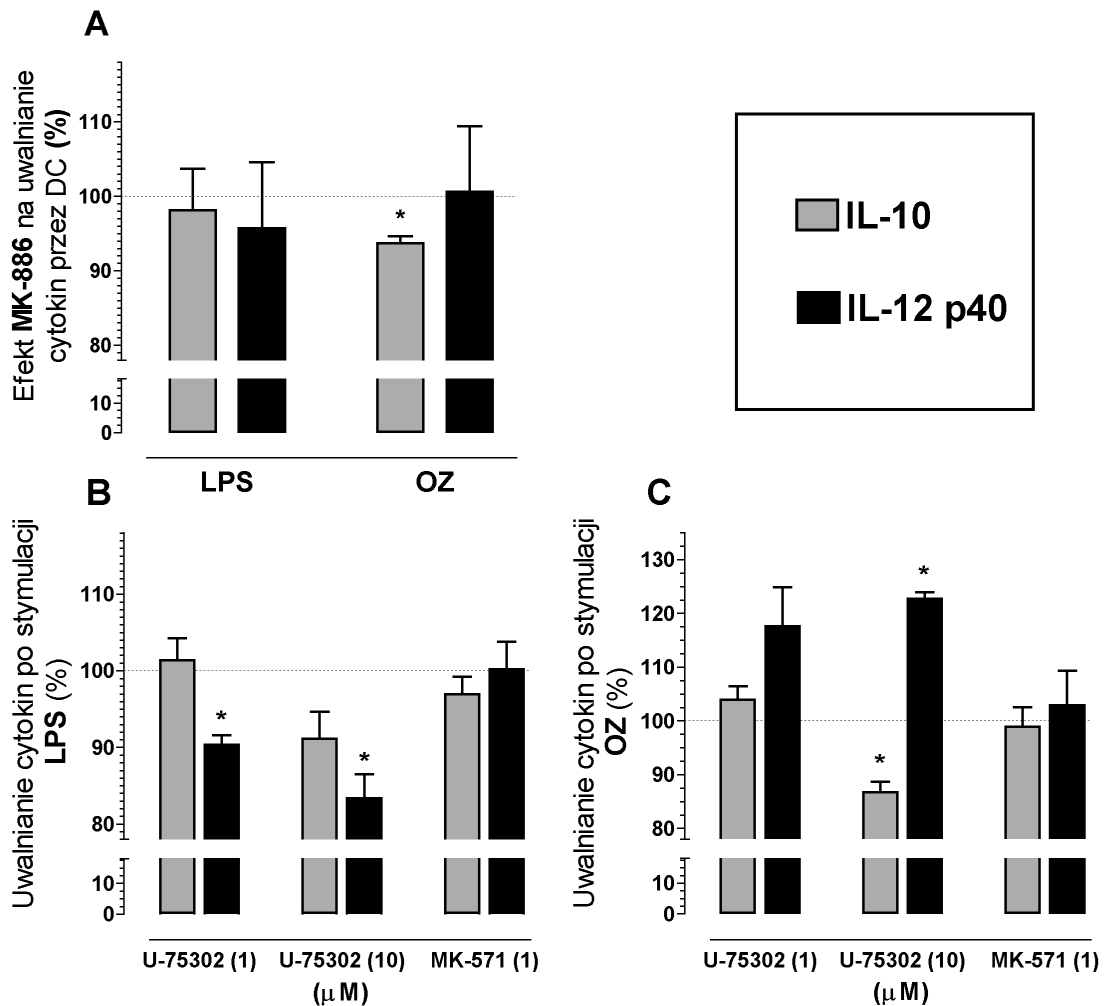 A
Efekt MK-886 na uwalnianie
cytokin przez DC (%)
110
100
90
80
10
0
*
LPS OZ
IL-10
IL-12 p40
B
Uwalnianie cytokin po stymulacji
LPS (%)
110
100
90
80
10
0
*
*
U-75302 (1) U-75302 (10) MK-571 (1)
(μM)
C
Uwalnianie cytokin po stymulacji
OZ (%)
130
120
110
100
90
80
10
0
*
*
U-75302 (1) U-75302 (10) MK-571 (1)
(μM)